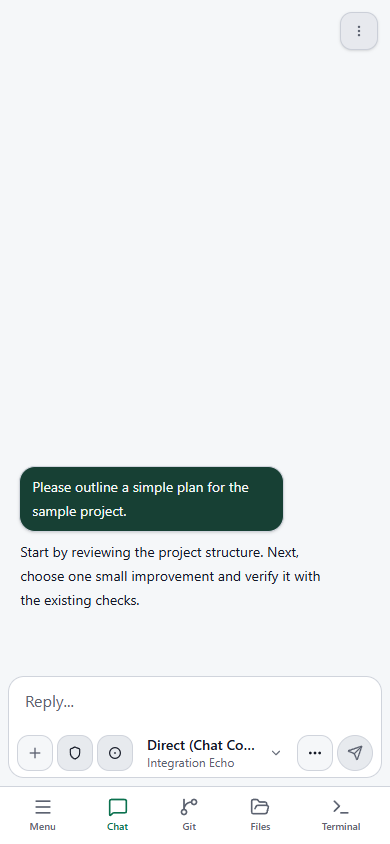 Please outline a simple plan for the
sample project.
Start by reviewing the project structure. Next,
choose one small improvement and verify it with
the existing checks.
Reply...
Direct (Chat Co...
Integration Echo
Menu
Chat
Git
Files
Terminal